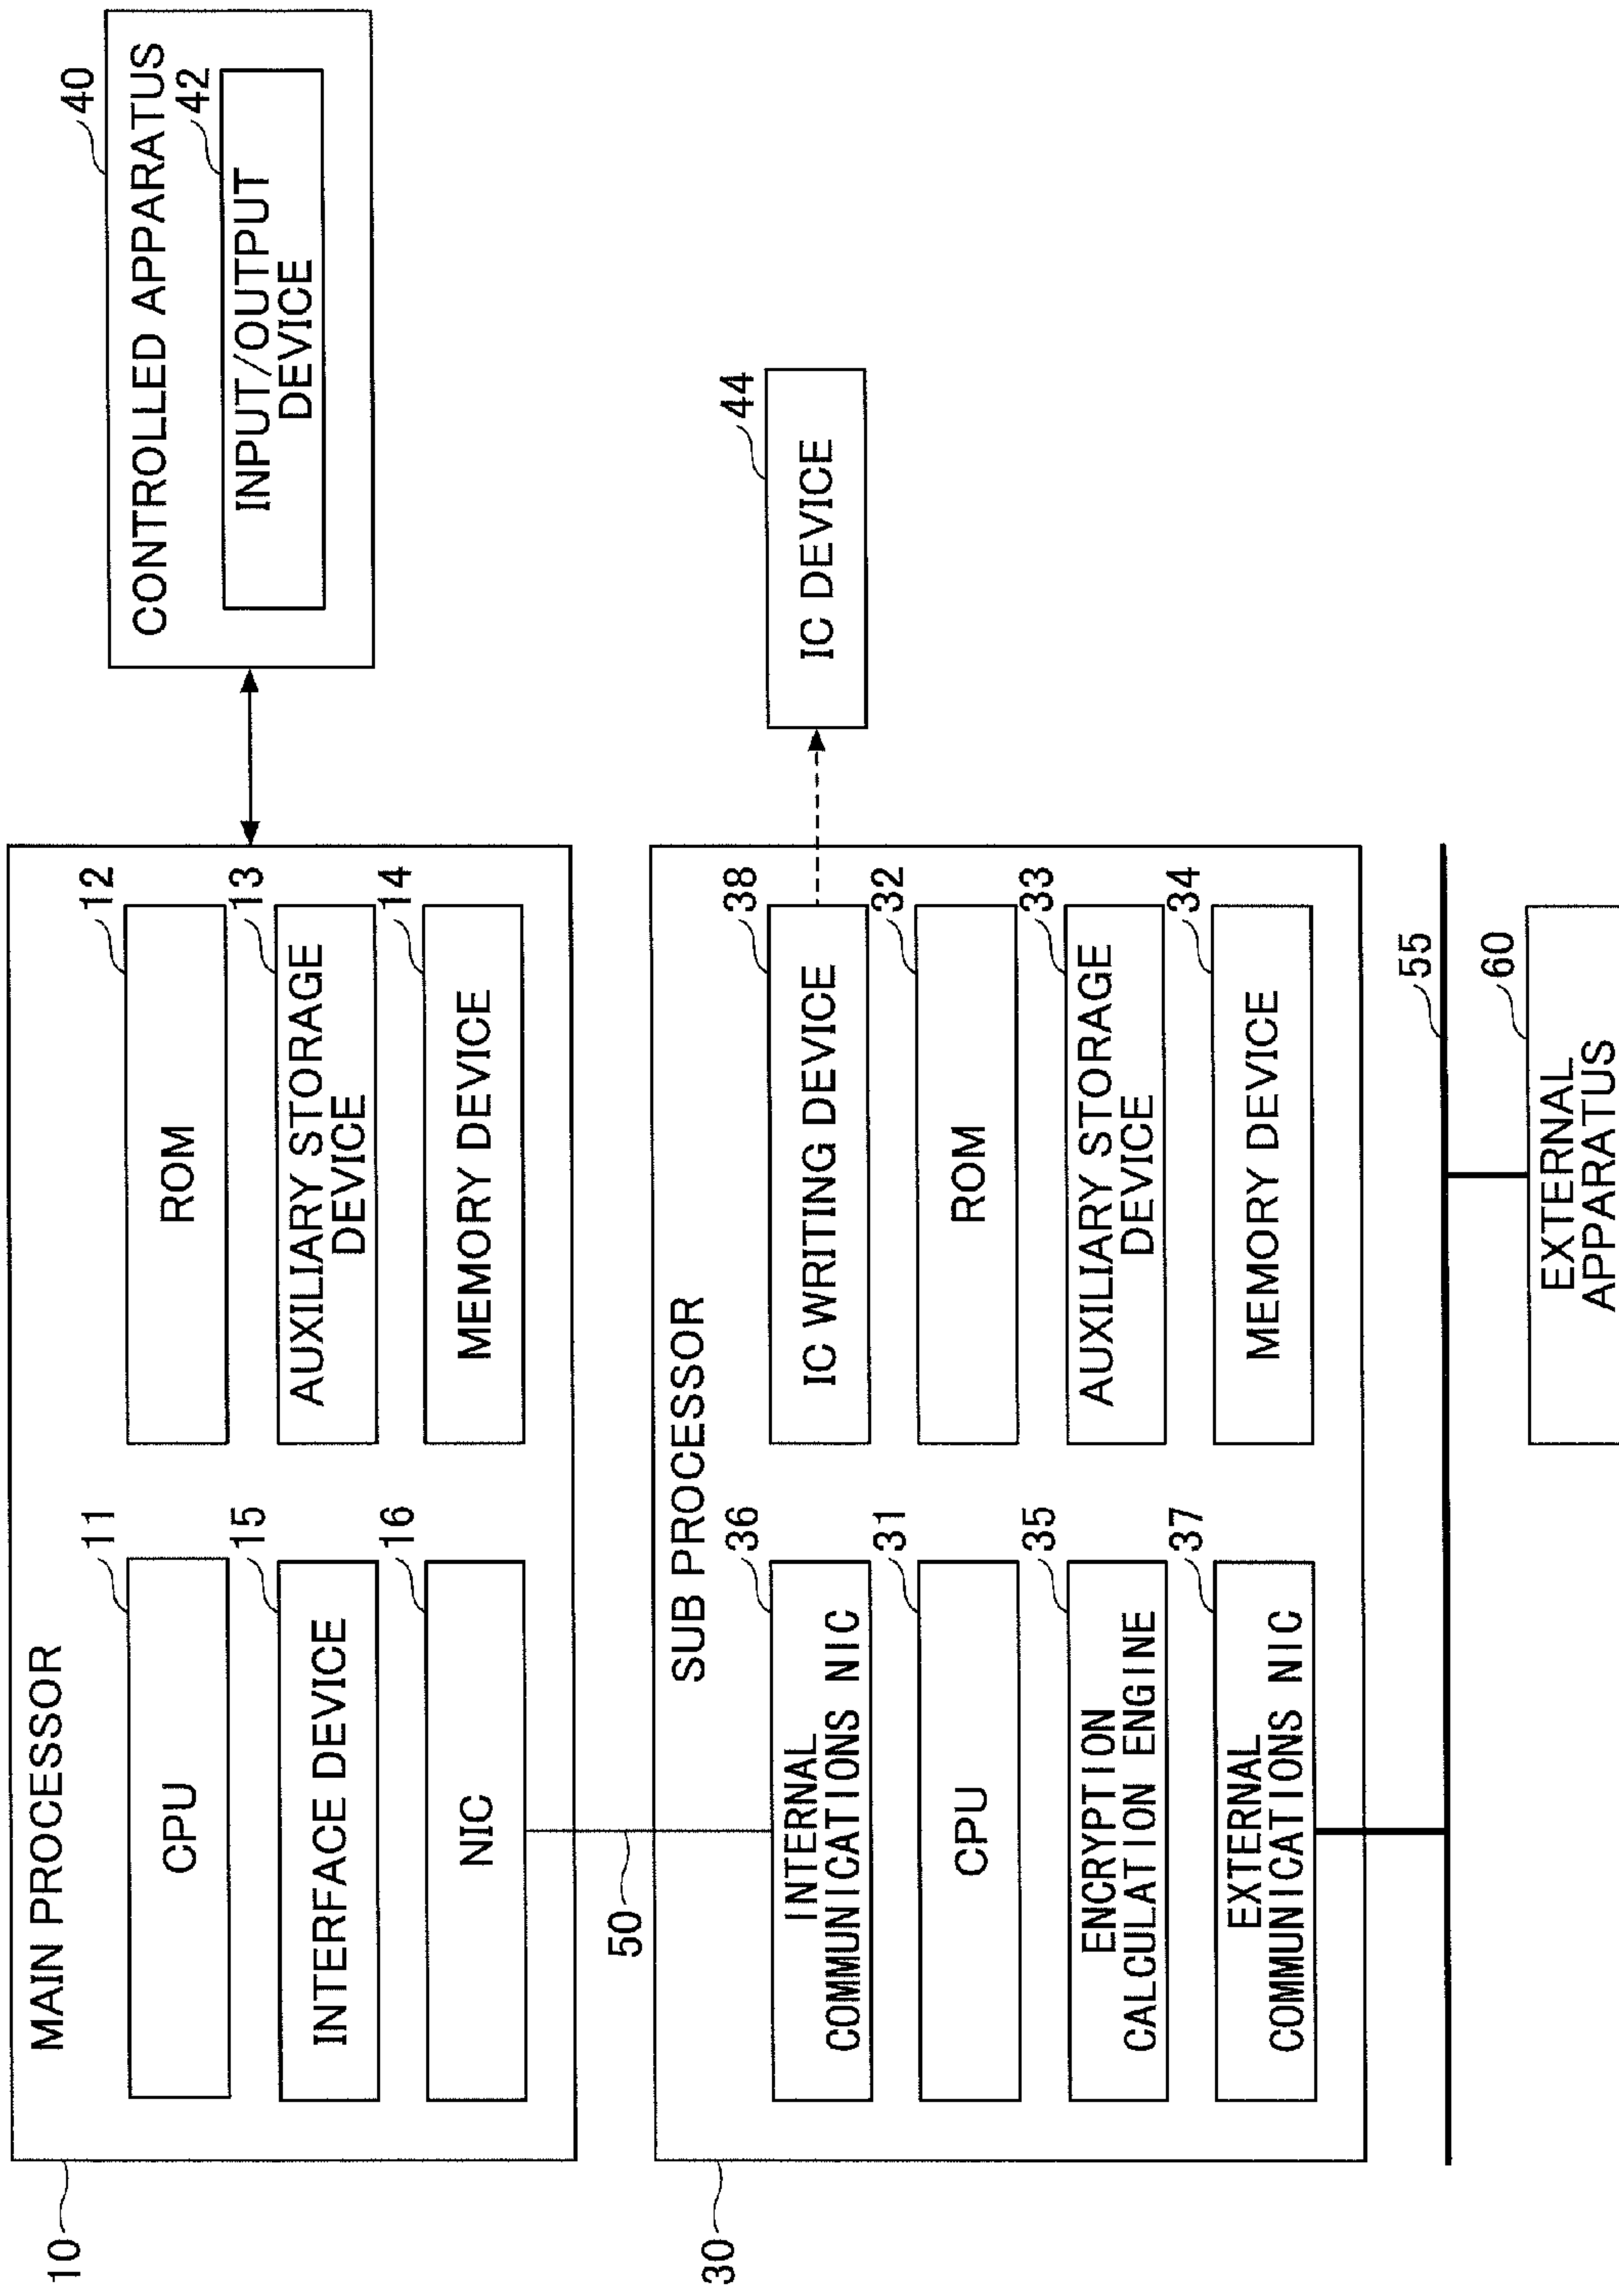 10
MAIN PROCESSOR
11
CPU
12
ROM
15
INTERFACE DEVICE
13
AUXILIARY STORAGE
DEVICE
16
NIC
14
MEMORY DEVICE
40
CONTROLLED APPARATUS
42
INPUT/OUTPUT
DEVICE
50
30
SUB PROCESSOR
36
INTERNAL
COMMUNICATIONS NIC
38
IC WRITING DEVICE
44
IC DEVICE
31
CPU
32
ROM
35
ENCRYPTION
CALCULATION ENGINE
33
AUXILIARY STORAGE
DEVICE
37
EXTERNAL
COMMUNICATIONS NIC
34
MEMORY DEVICE
55
60
EXTERNAL
APPARATUS